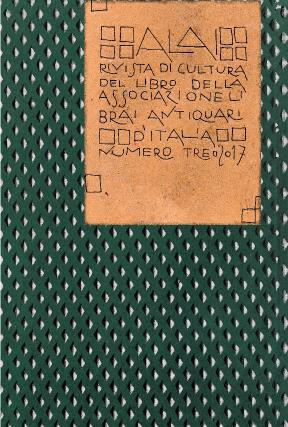 ALAI
RIVISTA DI CULTURA
DEL LIBRO DELLA
ASSOCIAZIONE LI
BRAI ANTIQUARI
D'ITALIA
NUMERO TRE 2017